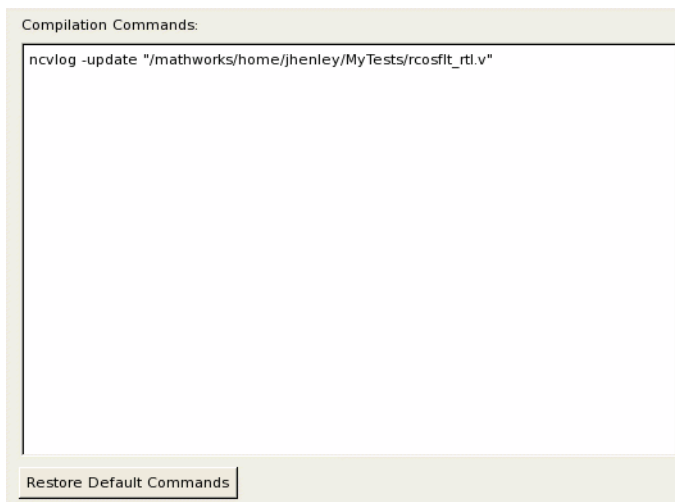 Compilation Commands:
ncvlog -update "/mathworks/home/jhenley/MyTests/rcosflt_rtl.v"
Restore Default Commands